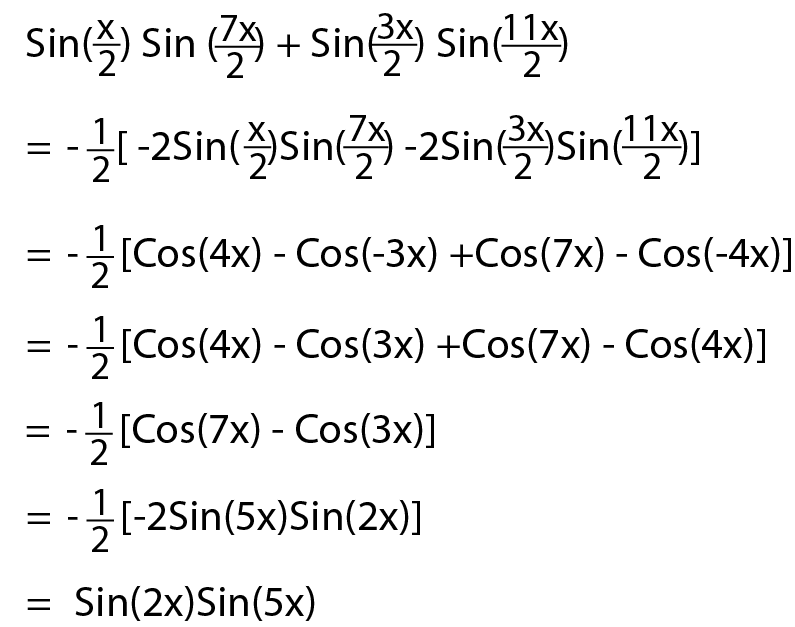 Sin(x/2) Sin (7x/2) + Sin(3x/2) Sin(11x/2)
= -1/2[ -2Sin(x/2)Sin(7x/2) -2Sin(3x/2)Sin(11x/2)]
= -1/2[Cos(4x) - Cos(-3x) +Cos(7x) - Cos(-4x)]
= -1/2[Cos(4x) - Cos(3x) +Cos(7x) - Cos(4x)]
= -1/2[Cos(7x) - Cos(3x)]
= -1/2[-2Sin(5x)Sin(2x)]
= Sin(2x)Sin(5x)